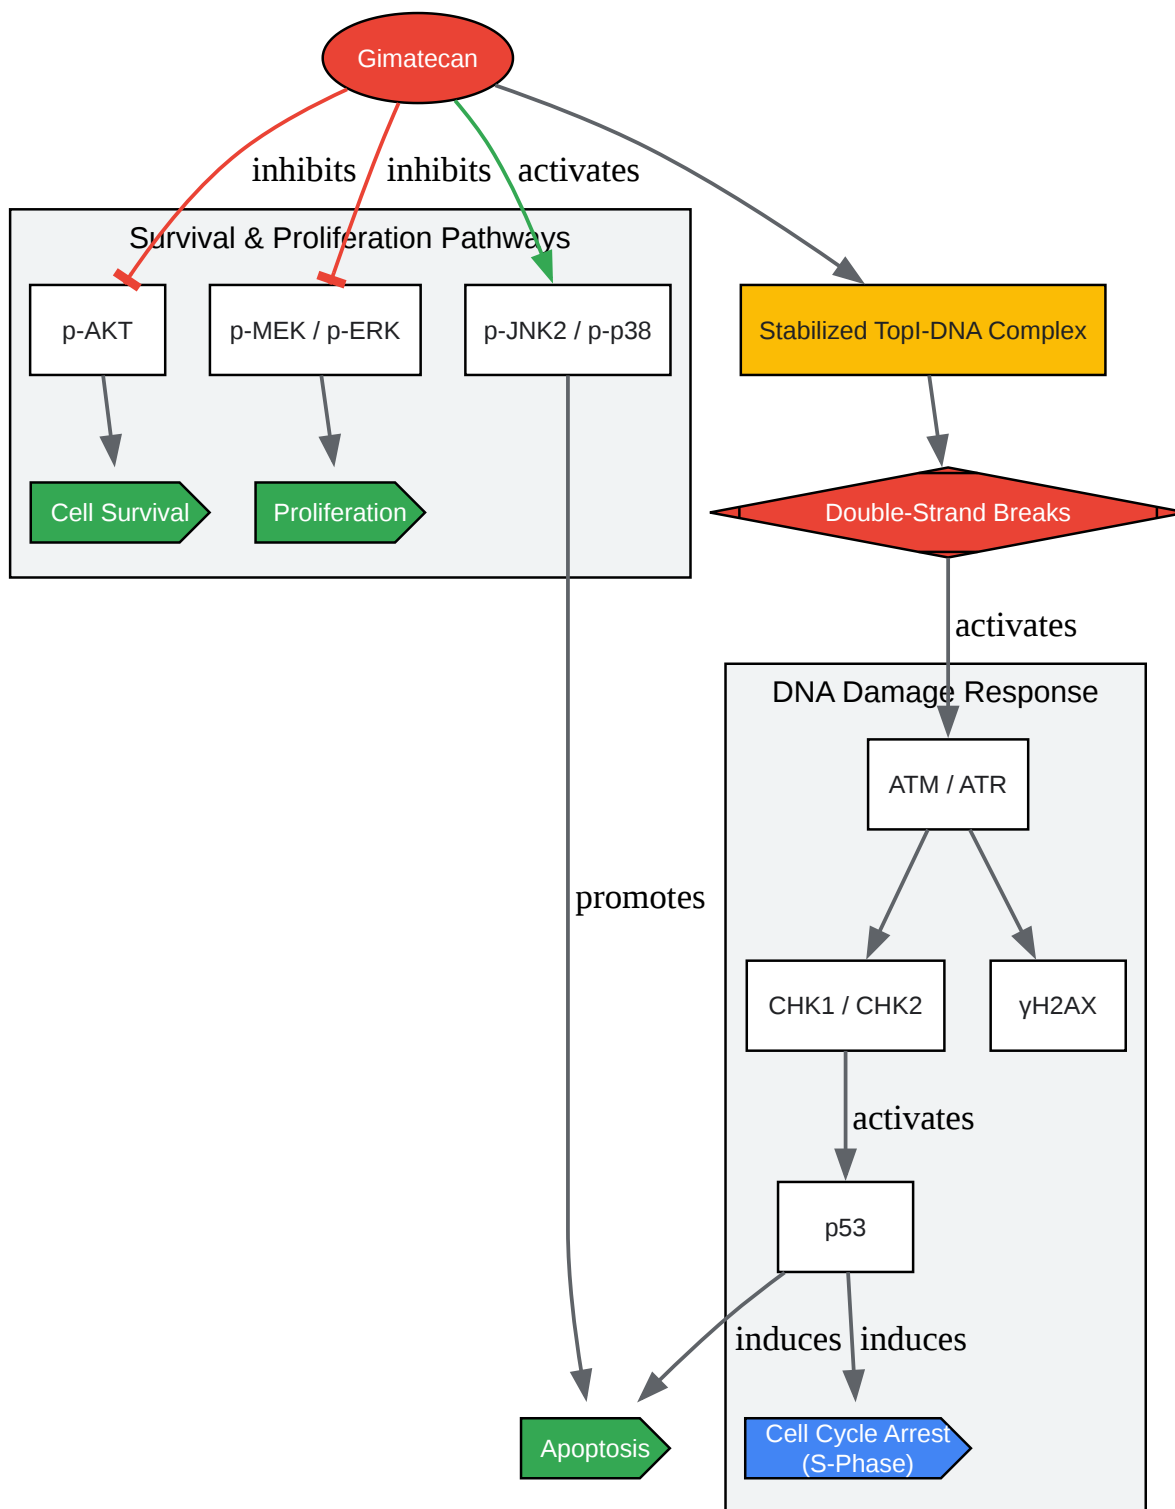 Gimatecan
inhibits
inhibits
activates
Survival & Proliferation Pathways
p-AKT
p-MEK / p-ERK
p-JNK2 / p-p38
Stabilized TopI-DNA Complex
Cell Survival
Proliferation
Double-Strand Breaks
activates
DNA Damage Response
ATM / ATR
promotes
CHK1 / CHK2
γH2AX
activates
p53
induces
induces
Apoptosis
Cell Cycle Arrest
(S-Phase)